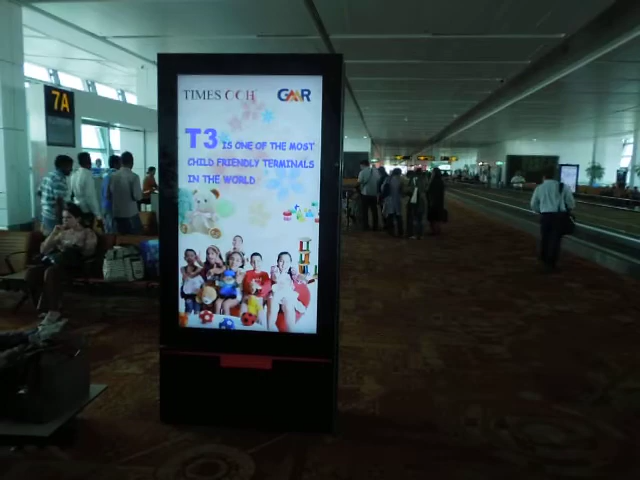 7A
TIMES OOH GMR
T3 IS ONE OF THE MOST
CHILD FRIENDLY TERMINALS
IN THE WORLD